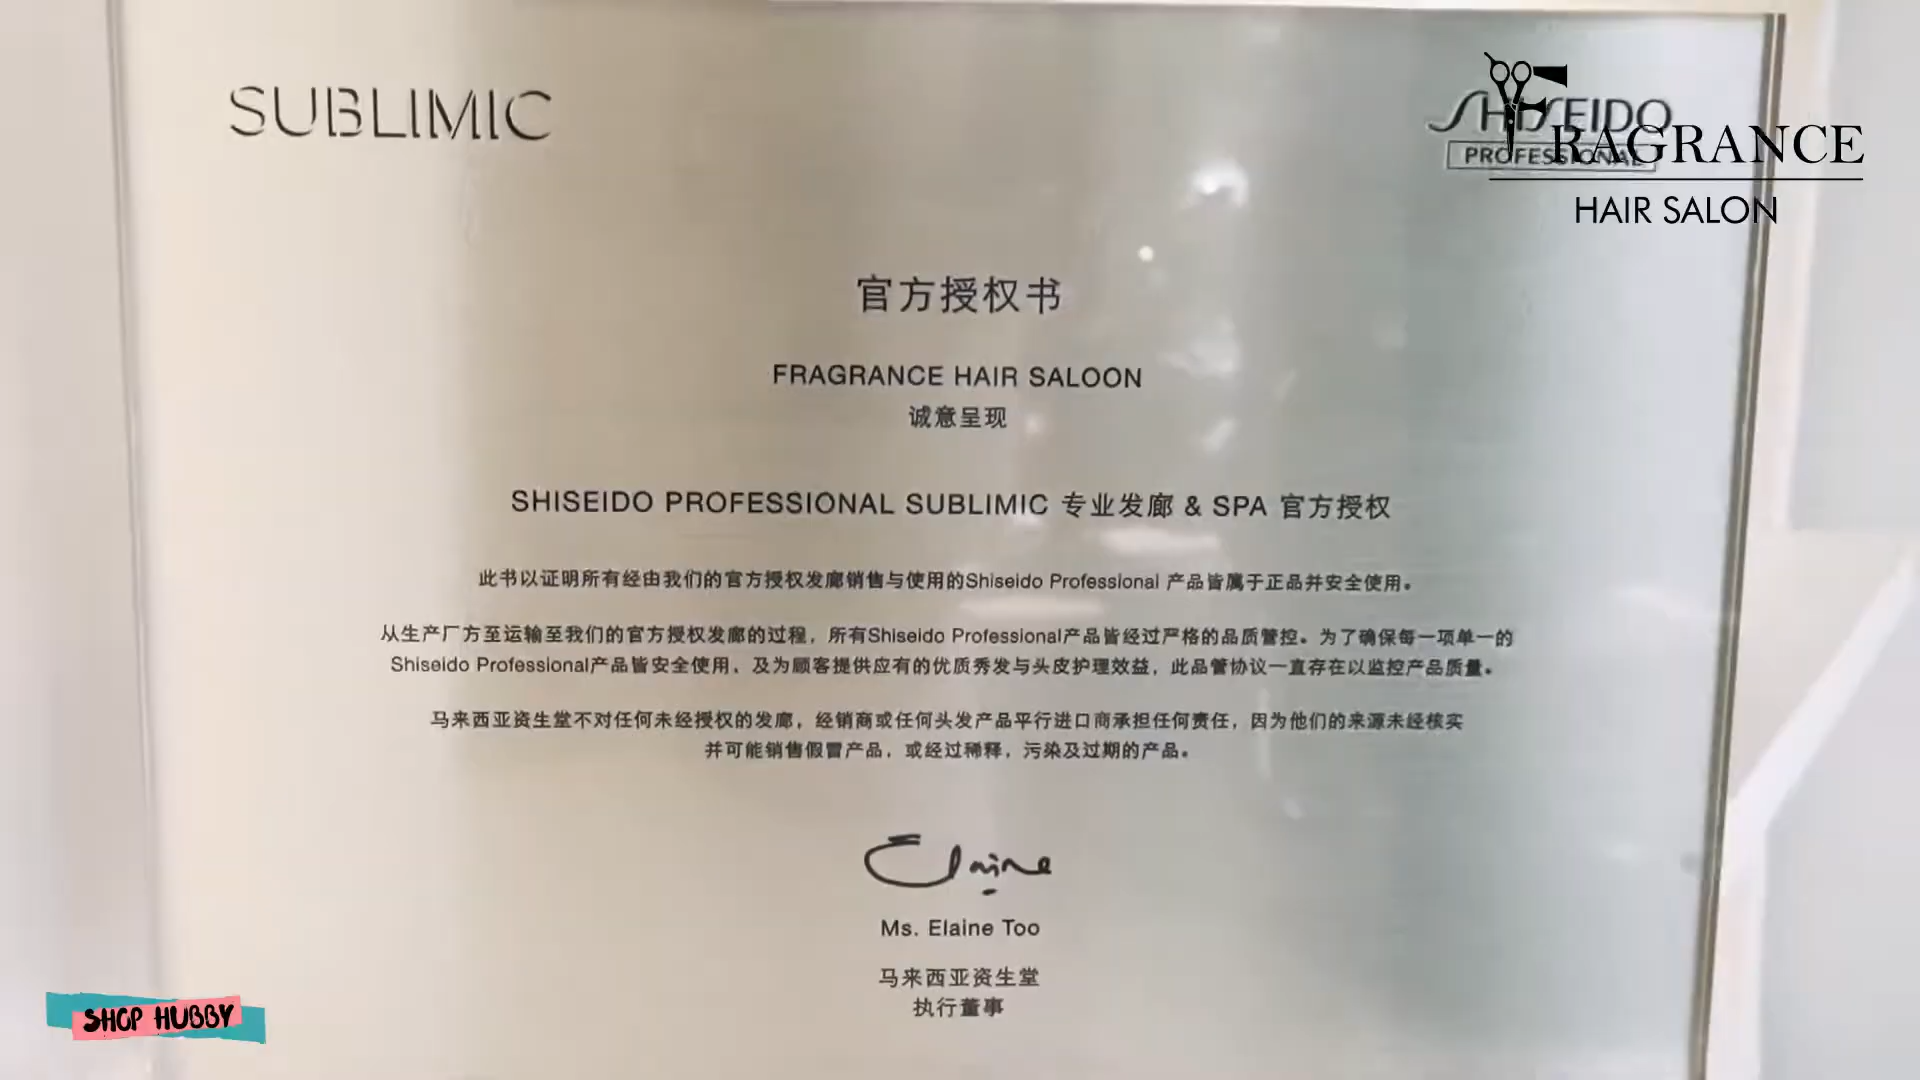 SUBLIMIC
SHISEIDO
PROFESSIONAL
FRAGRANCE
HAIR SALON
官方授权书
FRAGRANCE HAIR SALOON
诚意呈现
SHISEIDO PROFESSIONAL SUBLIMIC 专业发廊 & SPA 官方授权
此书以证明所有经由我们的官方授权发廊销售与使用的Shiseido Professional 产品皆属于正品并安全使用。
从生产厂方至运输至我们的官方授权发廊的过程，所有Shiseido Professional产品皆经过严格的品质管控。为了确保每一项单一的
Shiseido Professional产品皆安全使用、及为顾客提供应有的优质秀发与头皮护理效益，此品管协议一直存在以监控产品质量。
马来西亚资生堂不对任何未经授权的发廊，经销商或任何头发产品平行进口商承担任何责任，因为他们的来源未经核实
并可能销售假冒产品，或经过稀释，污染及过期的产品。
Elaine
Ms. Elaine Too
马来西亚资生堂
执行董事
SHOP HUBBY